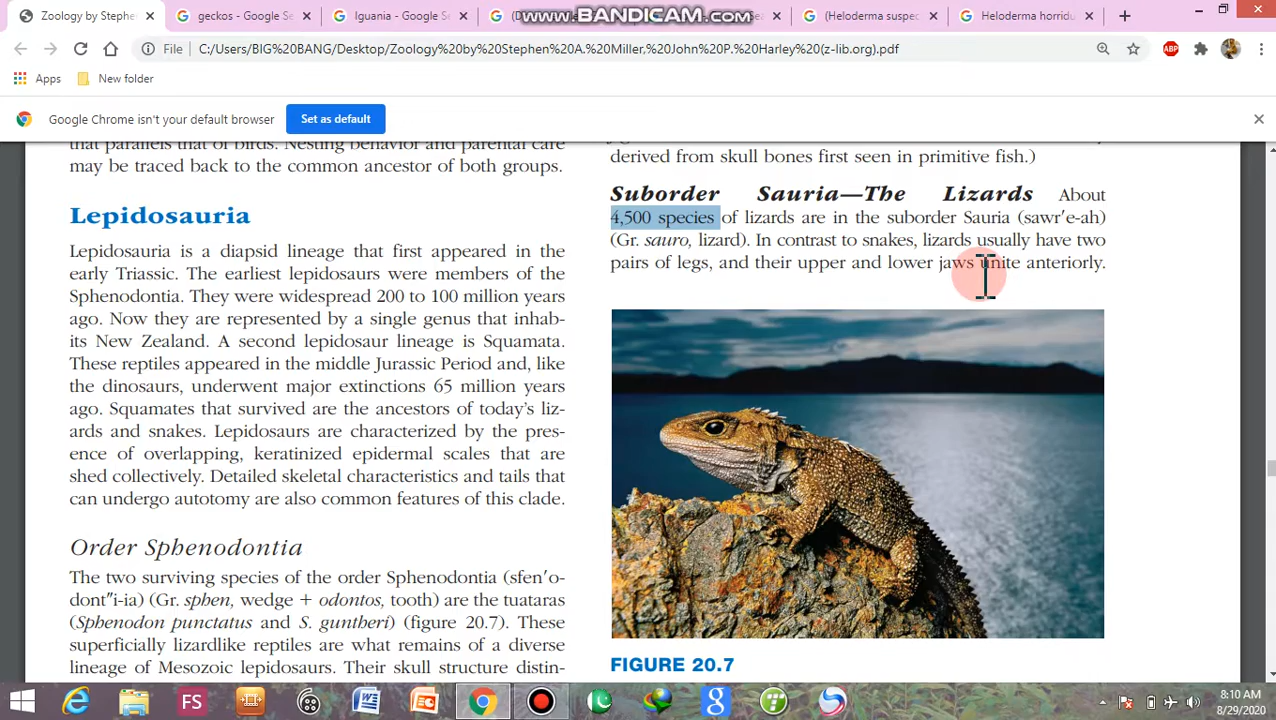 Zoology by Stephe
geckos - Google Se
Iguania - Google S
www.BANDICAM.com
(Heloderma suspec
Heloderma horridu
File
C:/Users/BIG%20BANG/Desktop/Zoology%20by%20Stephen%20A.%20Miller,%20John%20P.%20Harley%20(z-lib.org).pdf
ABP
Apps
New folder
Google Chrome isn't your default browser
Set as default
that parallels that of birds. Nesting behavior and parental care
may be traced back to the common ancestor of both groups.
Lepidosauria
Lepidosauria is a diapsid lineage that first appeared in the
early Triassic. The earliest lepidosaurs were members of the
Sphenodontia. They were widespread 200 to 100 million years
ago. Now they are represented by a single genus that inhab-
its New Zealand. A second lepidosaur lineage is Squamata.
These reptiles appeared in the middle Jurassic Period and, like
the dinosaurs, underwent major extinctions 65 million years
ago. Squamates that survived are the ancestors of today's liz-
ards and snakes. Lepidosaurs are characterized by the pres-
ence of overlapping, keratinized epidermal scales that are
shed collectively. Detailed skeletal characteristics and tails that
can undergo autotomy are also common features of this clade.
Order Sphenodontia
The two surviving species of the order Sphenodontia (sfen′o-
dont″i-ia) (Gr. sphen, wedge + odontos, tooth) are the tuataras
(Sphenodon punctatus and S. guntheri) (figure 20.7). These
superficially lizardlike reptiles are what remains of a diverse
lineage of Mesozoic lepidosaurs. Their skull structure distin-
derived from skull bones first seen in primitive fish.)
Suborder Sauria—The Lizards About
4,500 species of lizards are in the suborder Sauria (sawr′e-ah)
(Gr. sauro, lizard). In contrast to snakes, lizards usually have two
pairs of legs, and their upper and lower jaws unite anteriorly.
FIGURE 20.7
FS
8:10 AM
8/29/2020